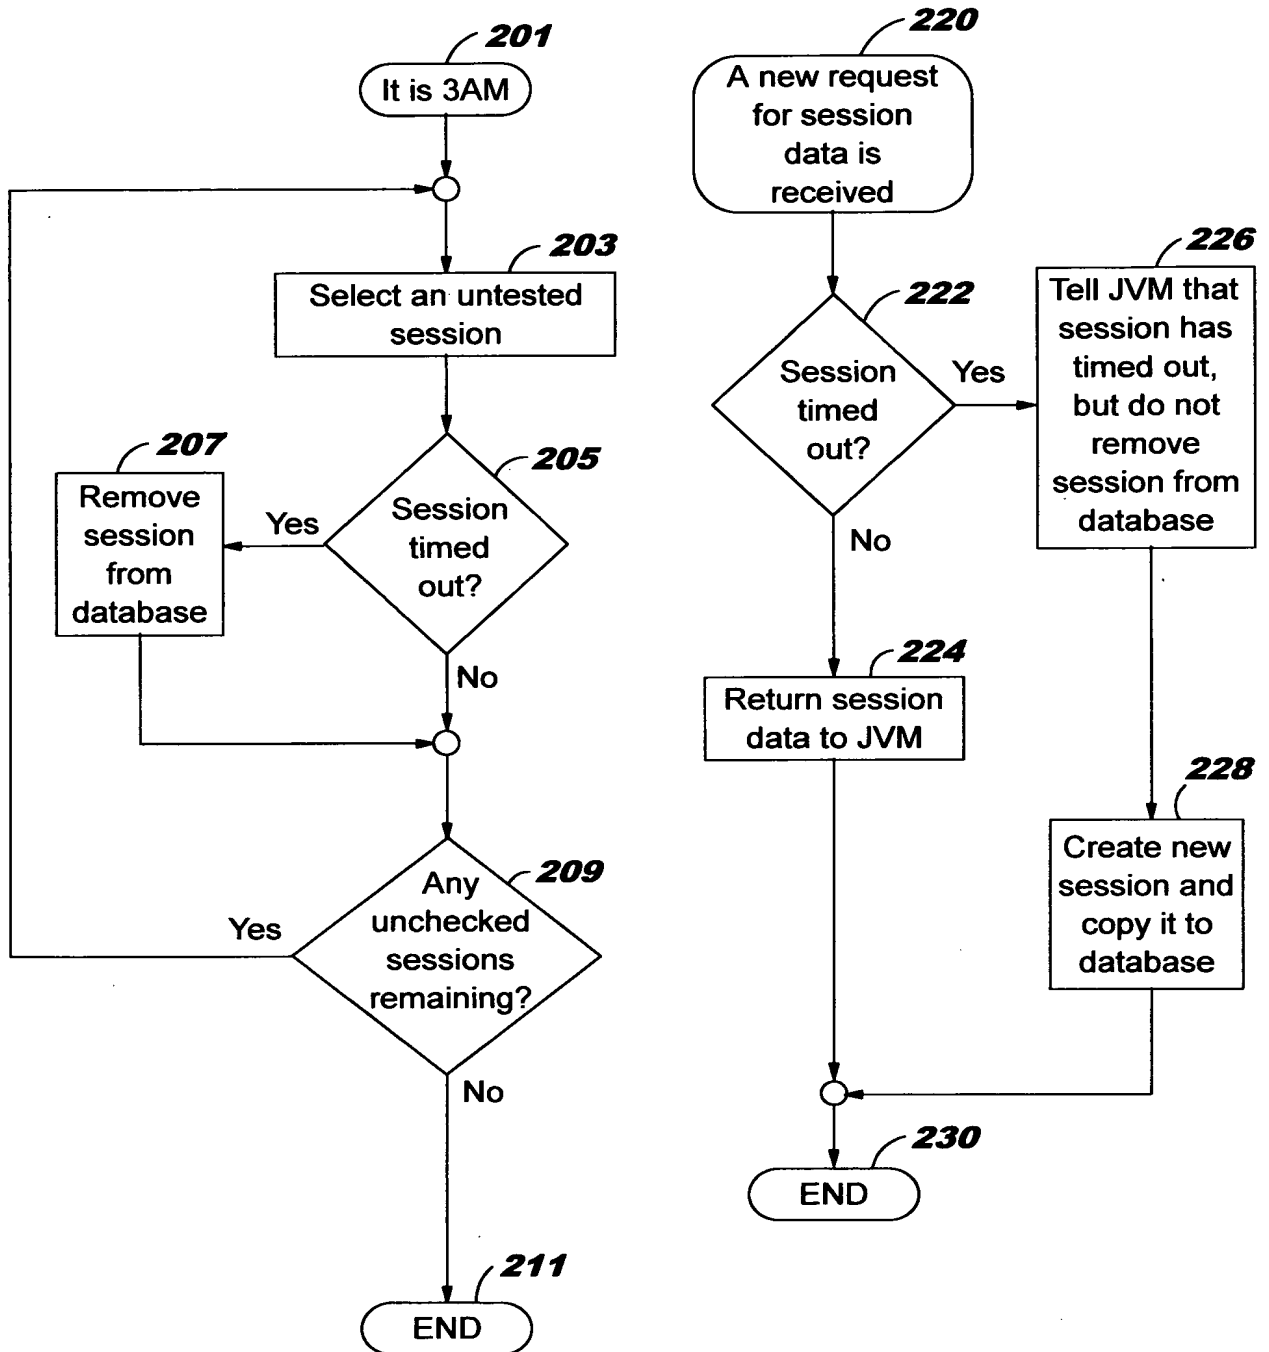 201
It is 3AM
203
Select an untested
session
205
Session
timed
out?
Yes
No
207
Remove
session
from
database
209
Any
unchecked
sessions
remaining?
Yes
No
211
END
220
A new request
for session
data is
received
222
Session
timed
out?
Yes
No
226
Tell JVM that
session has
timed out,
but do not
remove
session from
database
224
Return session
data to JVM
228
Create new
session and
copy it to
database
230
END